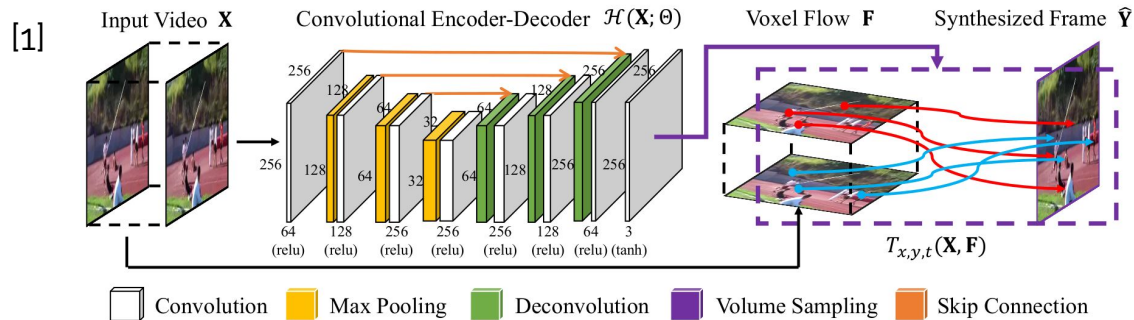 [1]
Input Video X
Convolutional Encoder-Decoder ℋ(X; Θ)
Voxel Flow F
Synthesized Frame Ŷ
256 128 64 32 64 128 256 256
256 128 64 32 64 128 256 256
64 128 256 256 256 128 64 3
(relu) (relu) (relu) (relu) (relu) (relu) (relu) (tanh)
T_{x,y,t}(X, F)
Convolution
Max Pooling
Deconvolution
Volume Sampling
Skip Connection